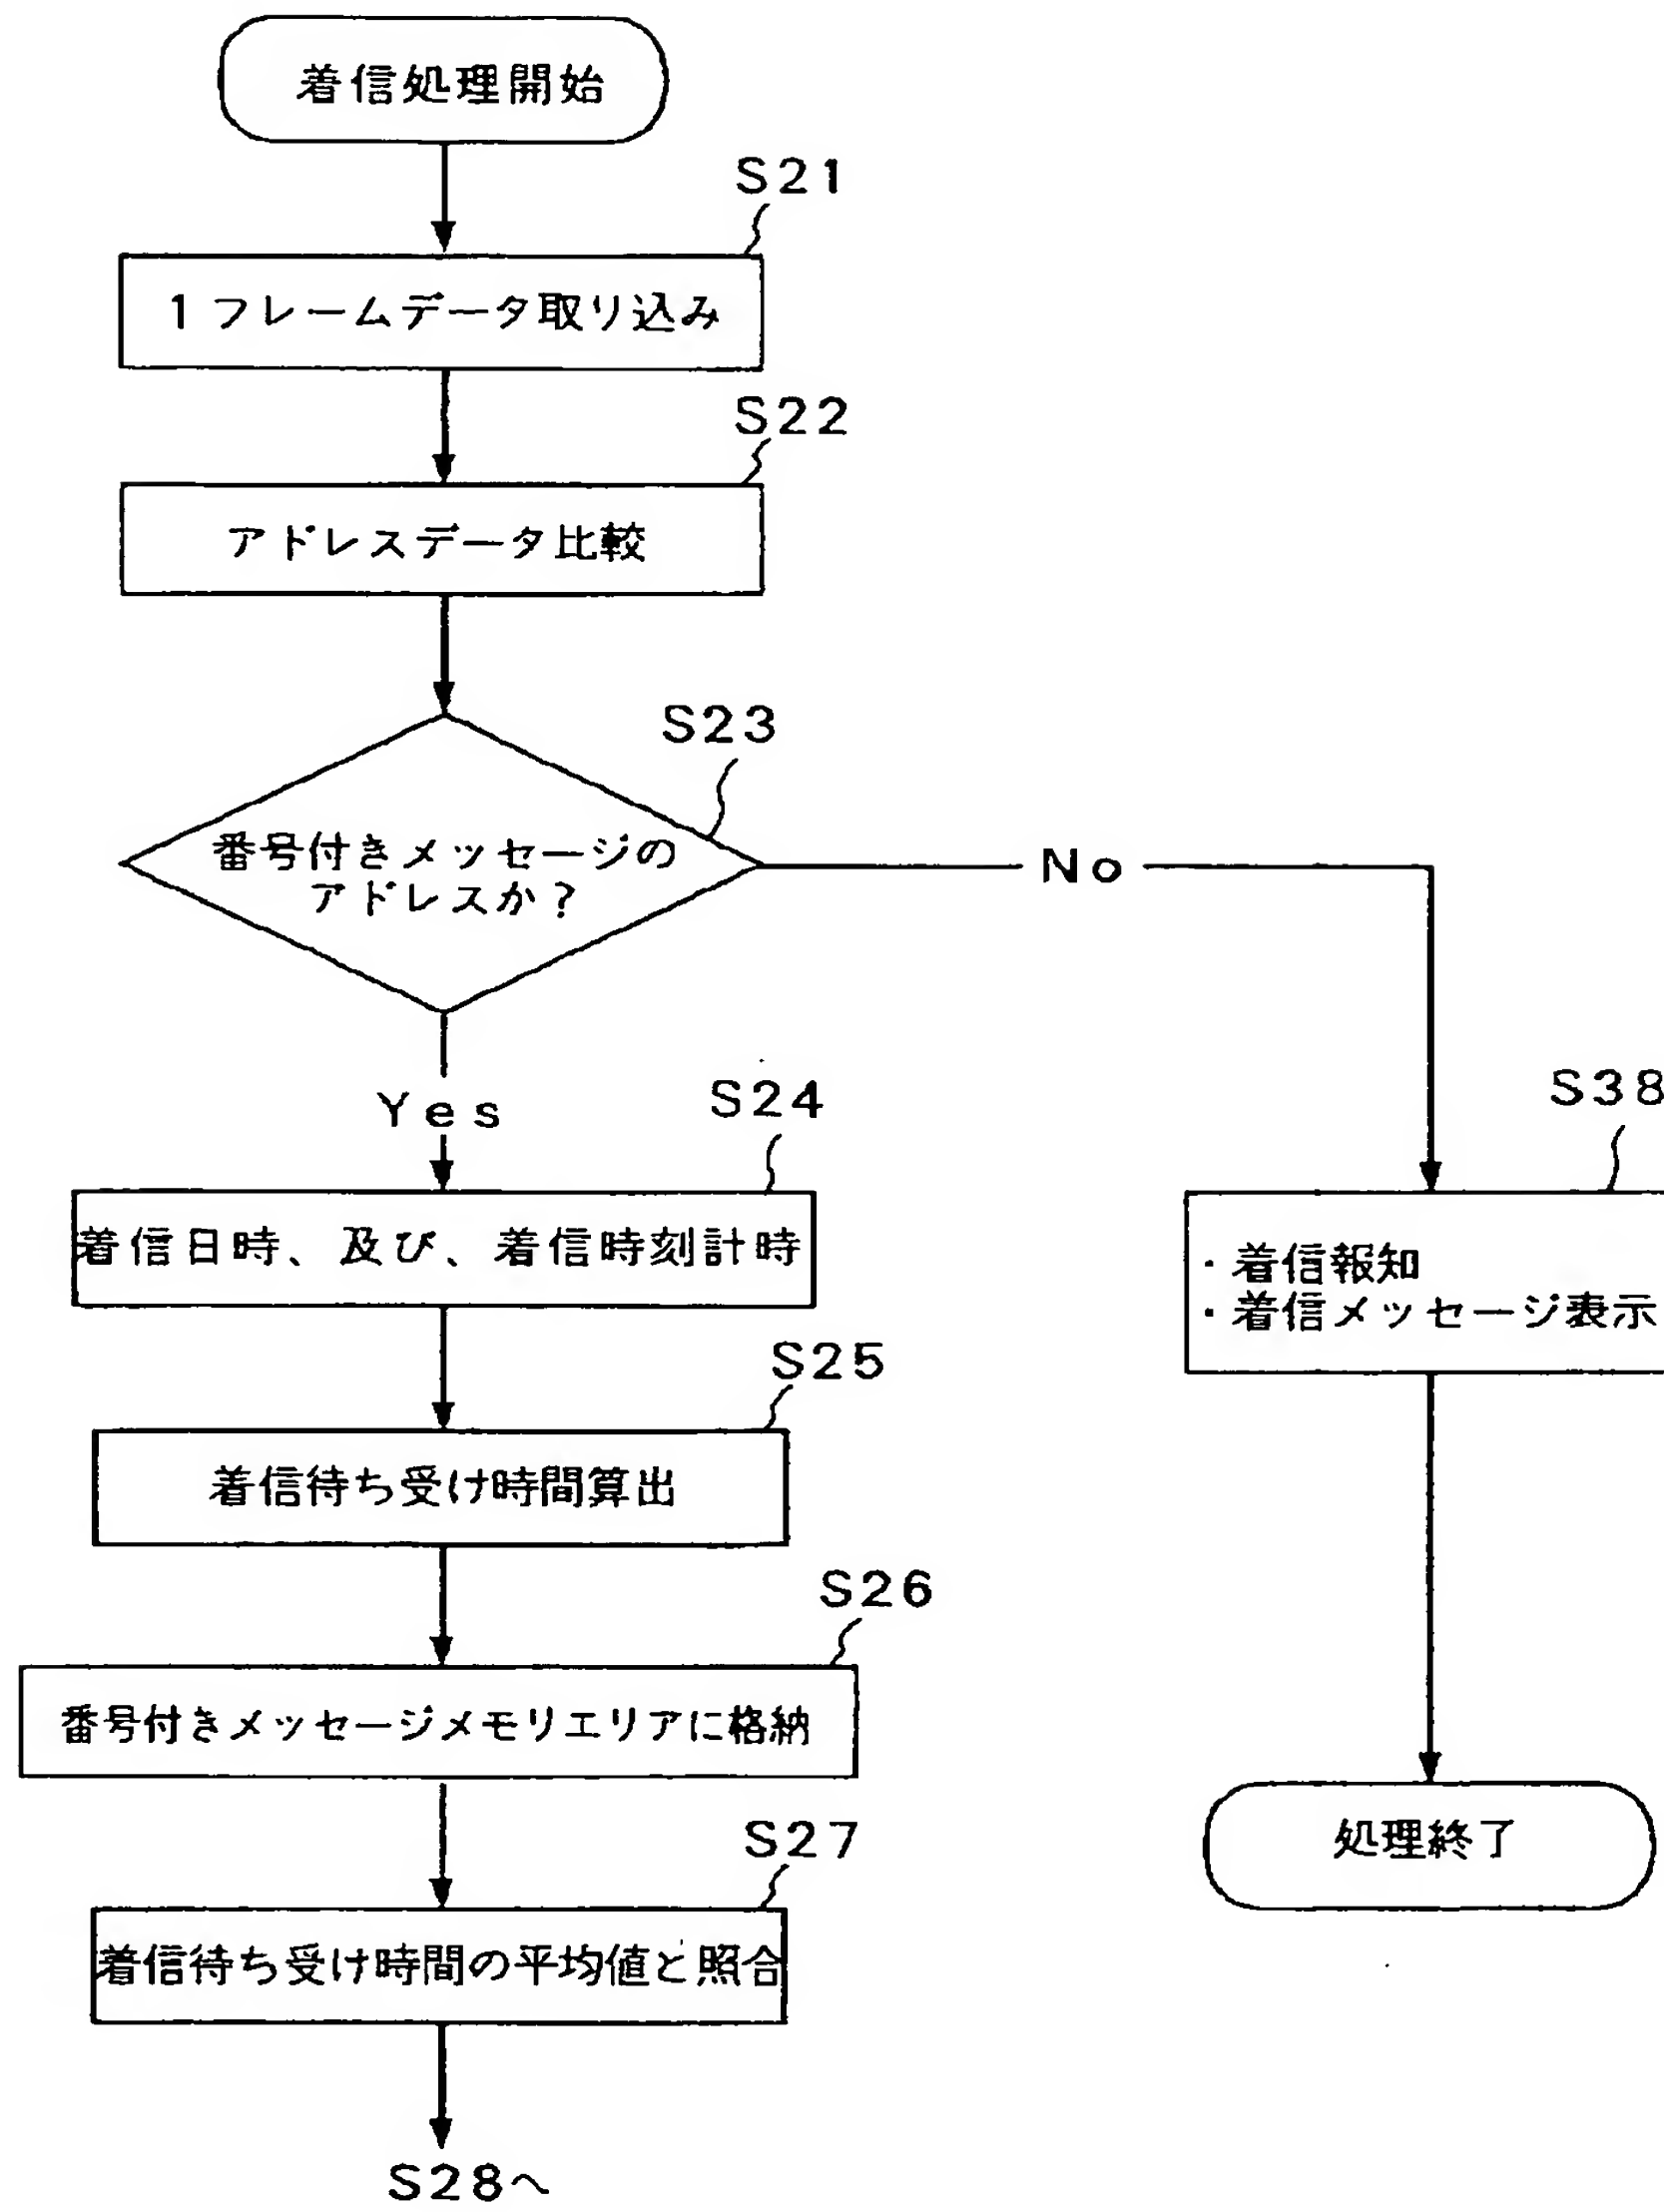 着信処理開始
S21
1フレームデータ取り込み
S22
アドレスデータ比較
S23
番号付きメッセージの
アドレスか？
No
Yes
S24
着信日時、及び、着信時刻計時
S38
・着信報知
・着信メッセージ表示
S25
着信待ち受け時間算出
S26
番号付きメッセージメモリエリアに格納
処理終了
S27
着信待ち受け時間の平均値と照合
S28へ